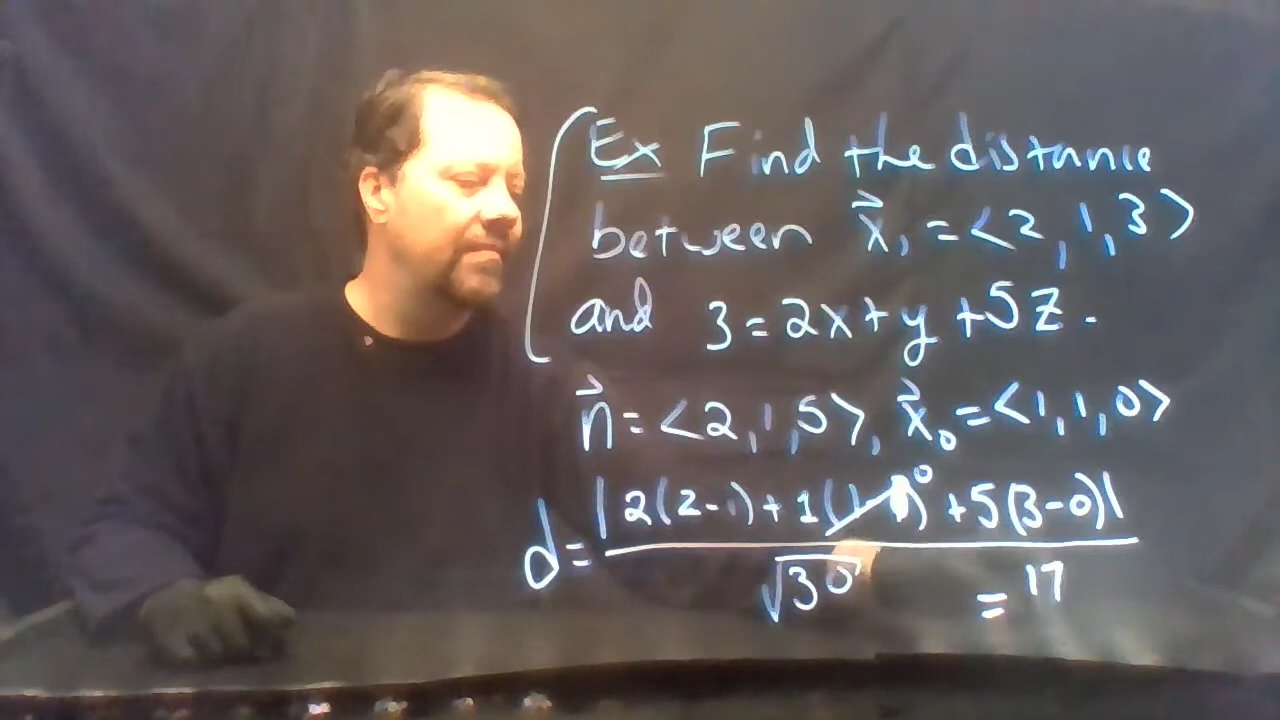 Ex Find the distance
between x⃗₁ = <2, 1, 3>
and 3 = 2x + y + 5z.
n⃗ = <2, 1, 5>, x⃗₀ = <1, 1, 0>
d = |2(2-1) + 1(1-1)⁰ + 5(3-0)|
√30 = 17